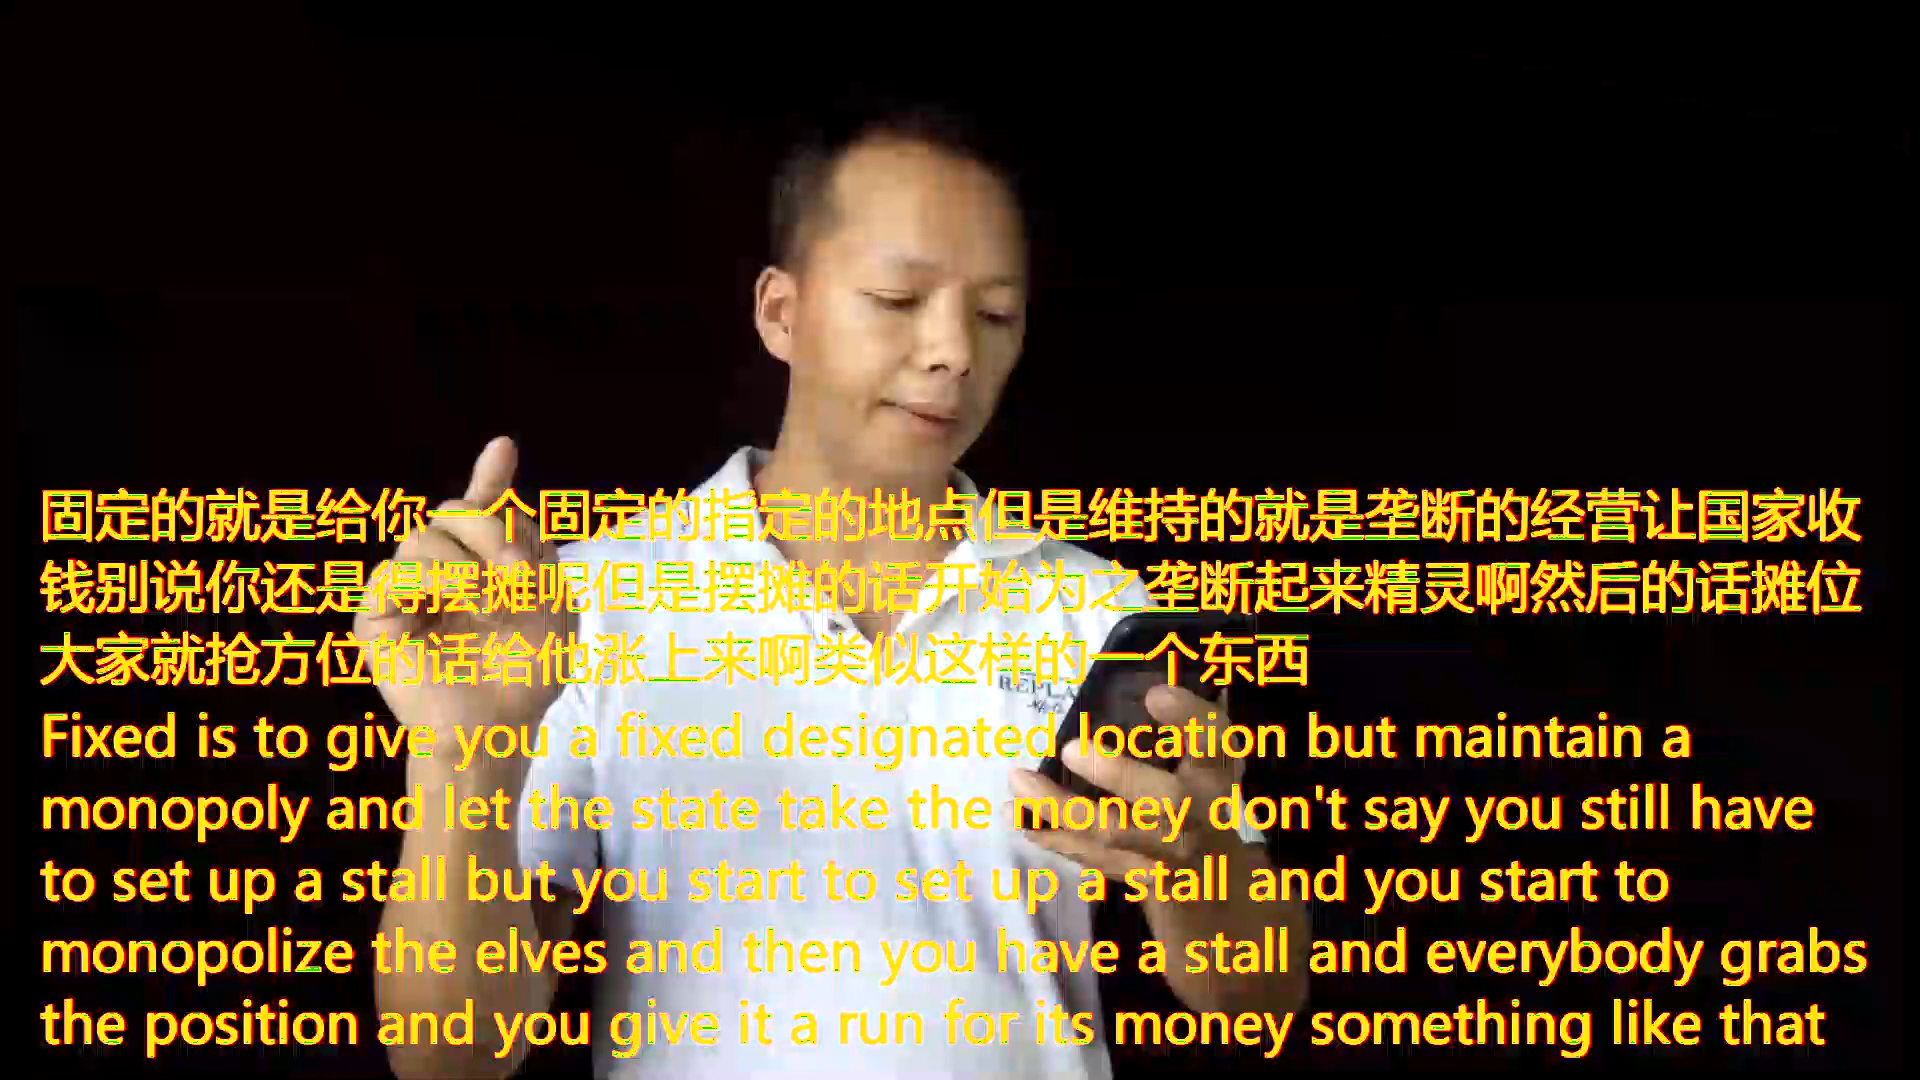 固定的就是给你一个固定的指定的地点但是维持的就是垄断的经营让国家收
钱别说你还是得摆摊呢但是摆摊的话开始为之垄断起来精灵啊然后的话摊位
大家就抢方位的话给他涨上来啊类似这样的一个东西
Fixed is to give you a fixed designated location but maintain a
monopoly and let the state take the money don't say you still have
to set up a stall but you start to set up a stall and you start to
monopolize the elves and then you have a stall and everybody grabs
the position and you give it a run for its money something like that